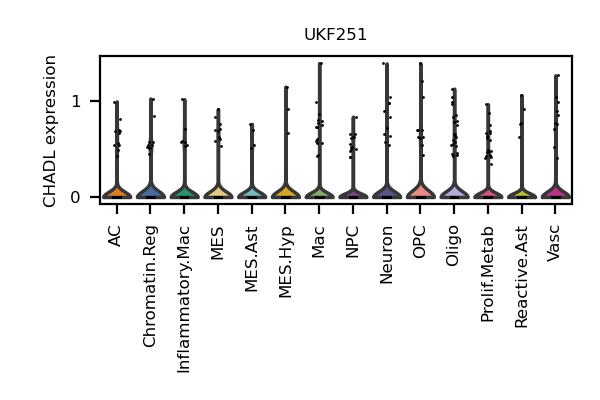 UKF251
CHADL expression
1
0
AC
Chromatin.Reg
Inflammatory.Mac
MES
MES.Ast
MES.Hyp
Mac
NPC
Neuron
OPC
Oligo
Prolif.Metab
Reactive.Ast
Vasc